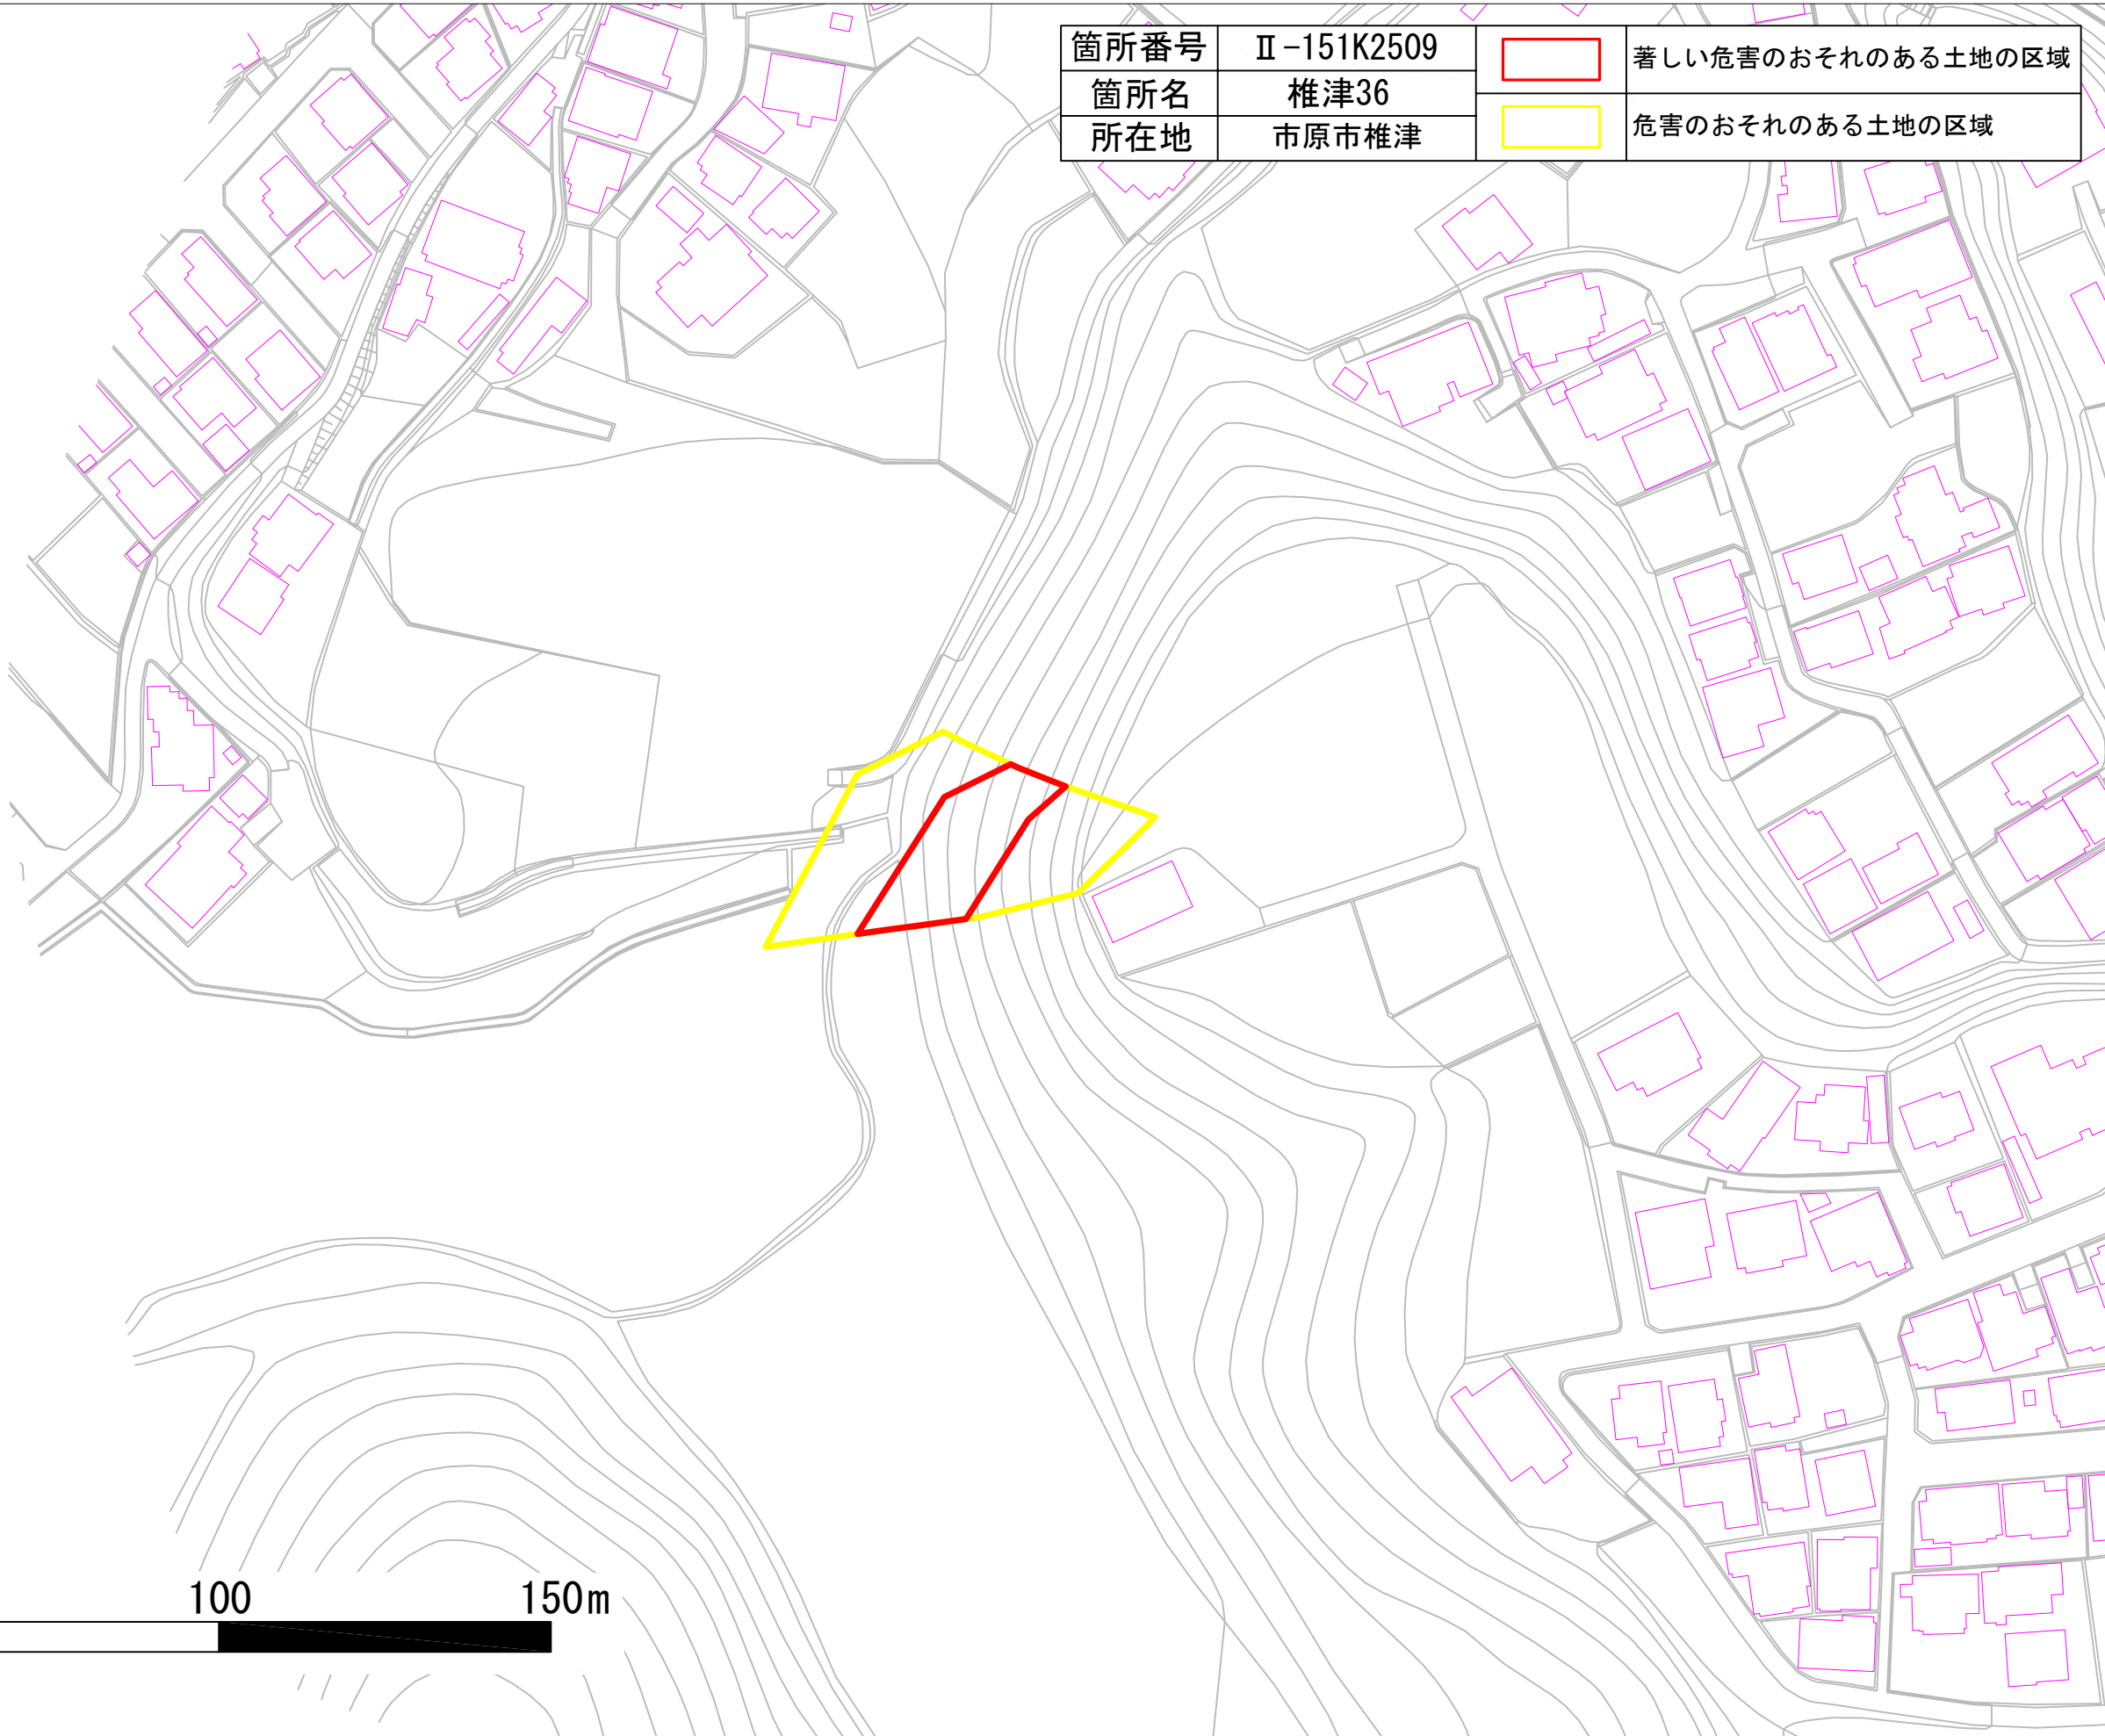 箇所番号 Ⅱ-151K2509
著しい危害のおそれのある土地の区域
箇所名 椎津36
危害のおそれのある土地の区域
所在地 市原市椎津
100 150m